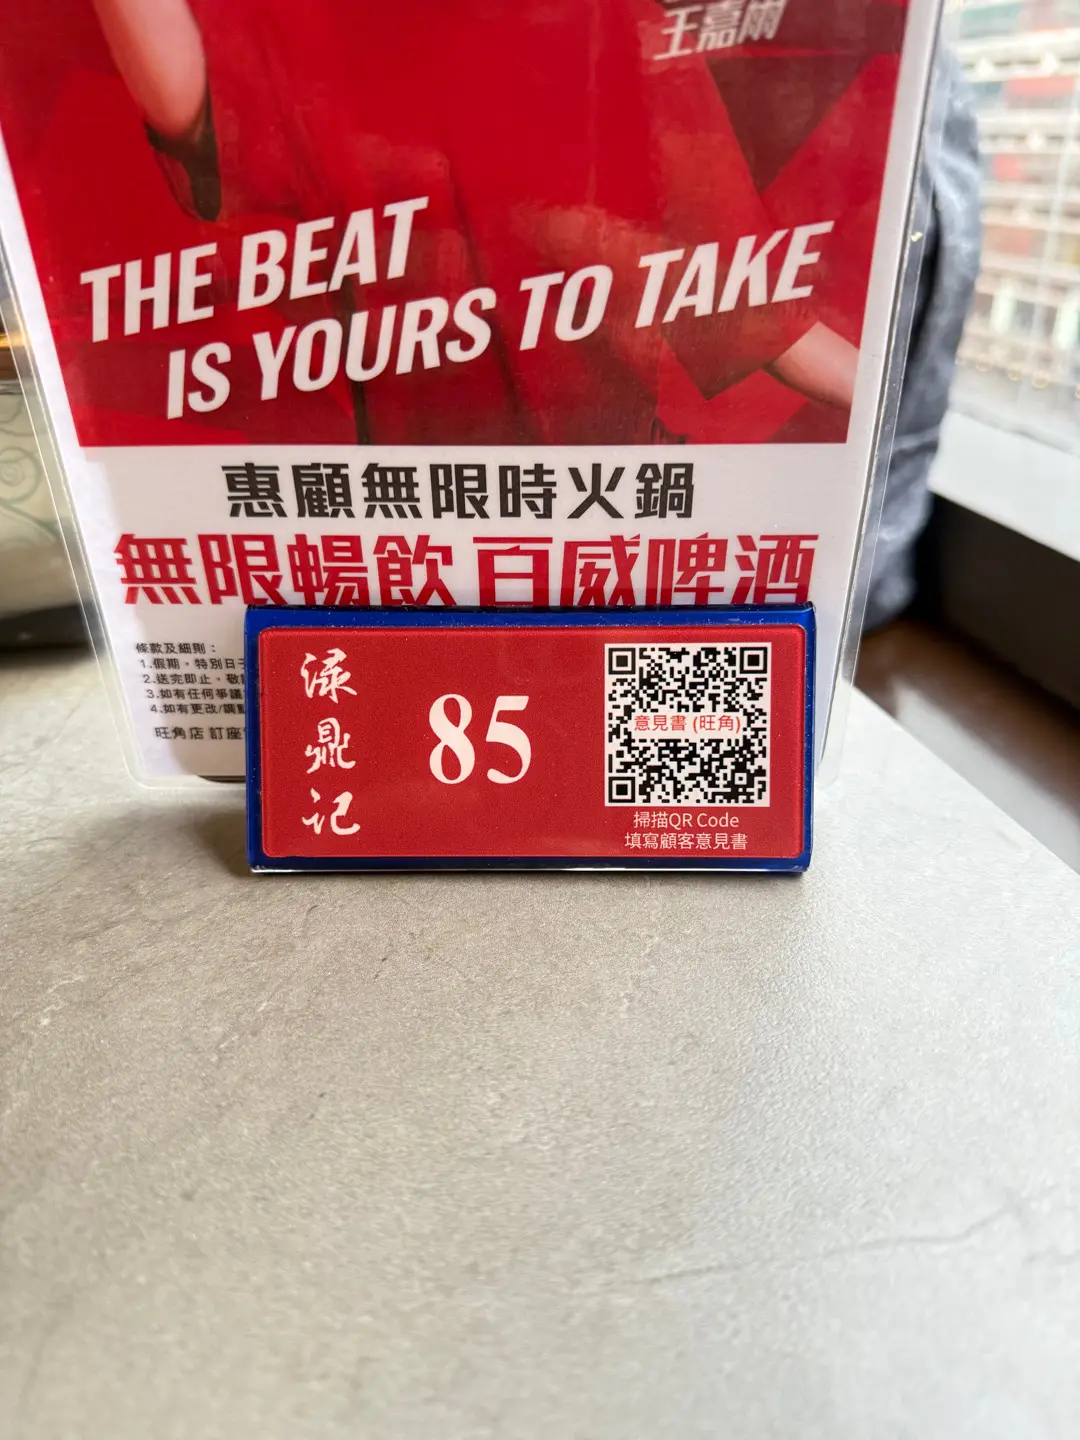 王嘉爾
THE BEAT
IS YOURS TO TAKE
惠顧無限時火鍋
無限暢飲 百威啤酒
條款及細則：
1.假期，特別日子
2.送完即止，敬請
3.如有任何爭議
4.如有更改/調整
旺角店 訂座
渌鼎记
85
意見書 (旺角)
掃描QR Code
填寫顧客意見書